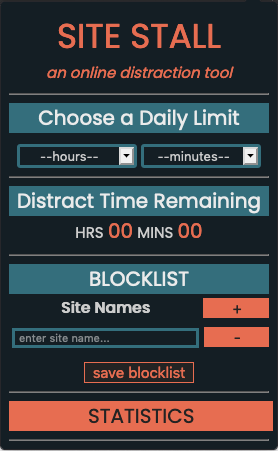 SITE STALL
an online distraction tool
Choose a Daily Limit
--hours-- --minutes--
Distract Time Remaining
HRS 00 MINS 00
BLOCKLIST
Site Names +
enter site name... -
save blocklist
STATISTICS